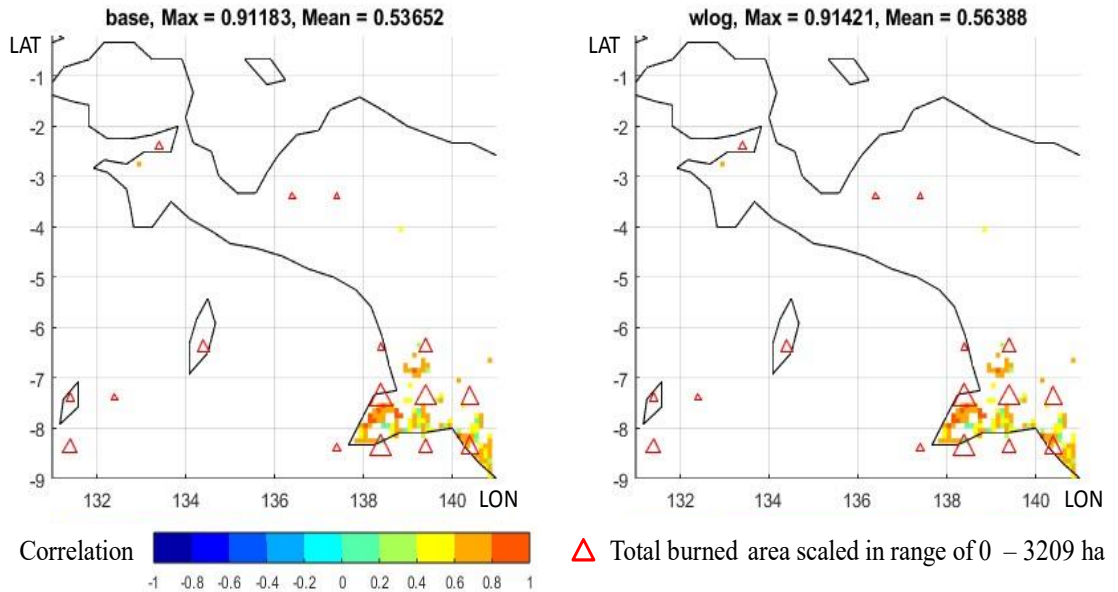 base, Max = 0.91183, Mean = 0.53652
wlog, Max = 0.91421, Mean = 0.56388
LAT
LAT
-1
-2
-3
-4
-5
-6
-7
-8
-9
-1
-2
-3
-4
-5
-6
-7
-8
-9
132 134 136 138 140 LON
132 134 136 138 140 LON
Correlation
-1 -0.8 -0.6 -0.4 -0.2 0 0.2 0.4 0.6 0.8 1
Total burned area scaled in range of 0 – 3209 ha